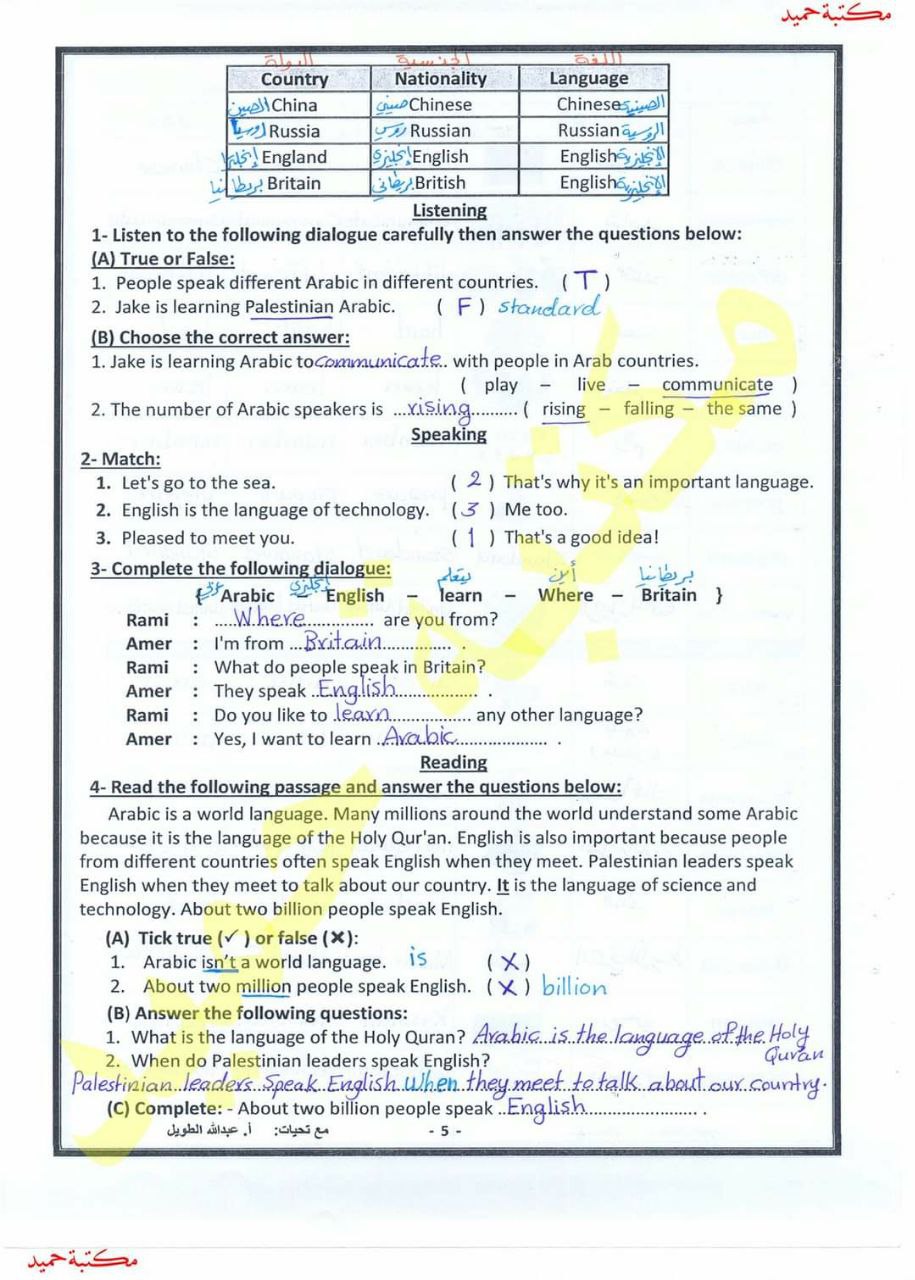 مكتبة حميد
الدولة الجنسية اللغة
Country Nationality Language
الصين China صيني Chinese Chinese الصينية
روسيا Russia روسي Russian Russian الروسية
إنجلترا England إنجليزي English English الإنجليزية
بريطانيا Britain بريطاني British English الإنجليزية
Listening
1- Listen to the following dialogue carefully then answer the questions below:
(A) True or False:
1. People speak different Arabic in different countries. ( T )
2. Jake is learning Palestinian Arabic. ( F ) standard
(B) Choose the correct answer:
1. Jake is learning Arabic to communicate.. with people in Arab countries.
( play – live – communicate )
2. The number of Arabic speakers is ...rising.......... ( rising – falling – the same )
Speaking
2- Match:
1. Let's go to the sea. ( 2 ) That's why it's an important language.
2. English is the language of technology. ( 3 ) Me too.
3. Pleased to meet you. ( 1 ) That's a good idea!
3- Complete the following dialogue:
عربي إنجليزي يتعلم أين بريطانيا
{ Arabic – English – learn – Where – Britain }
Rami : ....Where.............. are you from?
Amer : I'm from ...Britain............... .
Rami : What do people speak in Britain?
Amer : They speak ..English................. .
Rami : Do you like to .learn................. any other language?
Amer : Yes, I want to learn ..Arabic...................... .
Reading
4- Read the following passage and answer the questions below:
Arabic is a world language. Many millions around the world understand some Arabic
because it is the language of the Holy Qur'an. English is also important because people
from different countries often speak English when they meet. Palestinian leaders speak
English when they meet to talk about our country. It is the language of science and
technology. About two billion people speak English.
(A) Tick true (✓) or false (✗):
1. Arabic isn't a world language. is ( X )
2. About two million people speak English. ( X ) billion
(B) Answer the following questions:
1. What is the language of the Holy Quran? Arabic is the language of the Holy
Quran
2. When do Palestinian leaders speak English?
Palestinian leaders speak English when they meet to talk about our country.
(C) Complete: - About two billion people speak ..English........................ .
- 5 - مع تحيات: أ. عبدالله الطويل
مكتبة حميد